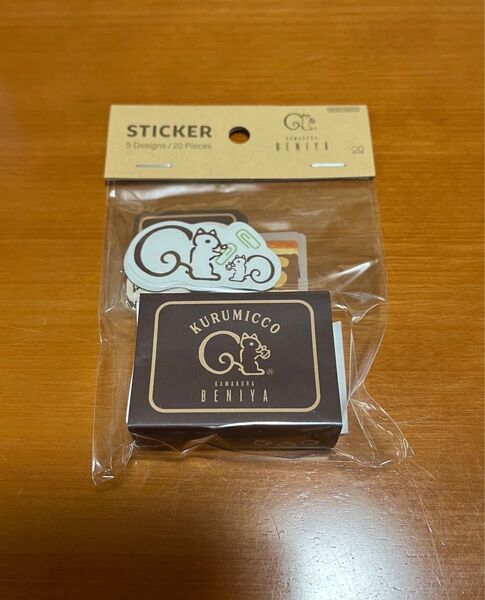 STICKER
5 Designs / 20 Pieces
KAMAKURA
BENIYA
KURUMICCO
®
KAMAKURA
BENIYA